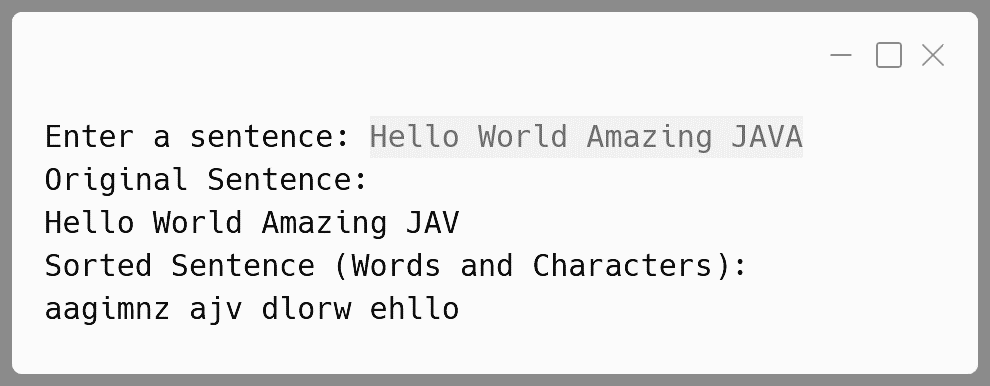 Enter a sentence: Hello World Amazing JAVA
Original Sentence:
Hello World Amazing JAV
Sorted Sentence (Words and Characters):
aagimnz ajv dlorw ehllo